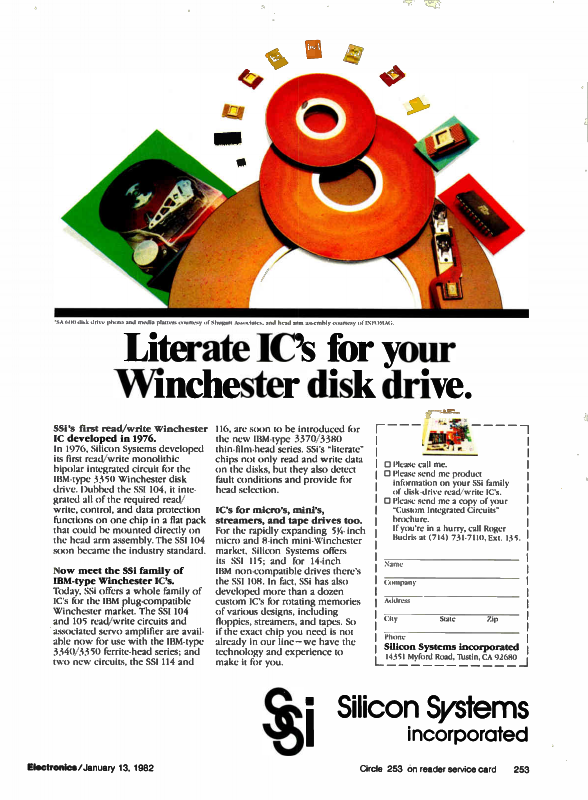 *SA 600 disk drive photo and media platters courtesy of Shugart Associates, and head arm assembly courtesy of INFOMAG.
Literate IC's for your
Winchester disk drive.
SSi's first read/write Winchester
IC developed in 1976.
In 1976, Silicon Systems developed
its first read/write monolithic
bipolar integrated circuit for the
IBM-type 3350 Winchester disk
drive. Dubbed the SSI 104, it inte-
grated all of the required read/
write, control, and data protection
functions on one chip in a flat pack
that could be mounted directly on
the head arm assembly. The SSI 104
soon became the industry standard.
Now meet the SSi family of
IBM-type Winchester IC's.
Today, SSi offers a whole family of
IC's for the IBM plug-compatible
Winchester market. The SSI 104
and 105 read/write circuits and
associated servo amplifier are avail-
able now for use with the IBM-type
3340/3350 ferrite-head series; and
two new circuits, the SSI 114 and
116, are soon to be introduced for
the new IBM-type 3370/3380
thin-film-head series. SSi's "literate"
chips not only read and write data
on the disks, but they also detect
fault conditions and provide for
head selection.
IC's for micro's, mini's,
streamers, and tape drives too.
For the rapidly expanding 5¼-inch
micro and 8-inch mini-Winchester
market, Silicon Systems offers
its SSI 115; and for 14-inch
IBM non-compatible drives there's
the SSI 108. In fact, SSi has also
developed more than a dozen
custom IC's for rotating memories
of various designs, including
floppies, streamers, and tapes. So
if the exact chip you need is not
already in our line—we have the
technology and experience to
make it for you.
Please call me.
Please send me product
information on your SSi family
of disk-drive read/write IC's.
Please send me a copy of your
"Custom Integrated Circuits"
brochure.
If you're in a hurry, call Roger
Budris at (714) 731-7110, Ext. 135.
Name
Company
Address
City State Zip
Phone
Silicon Systems incorporated
14351 Myford Road, Tustin, CA 92680
SSi Silicon Systems
incorporated
Electronics/January 13, 1982
Circle 253 on reader service card 253